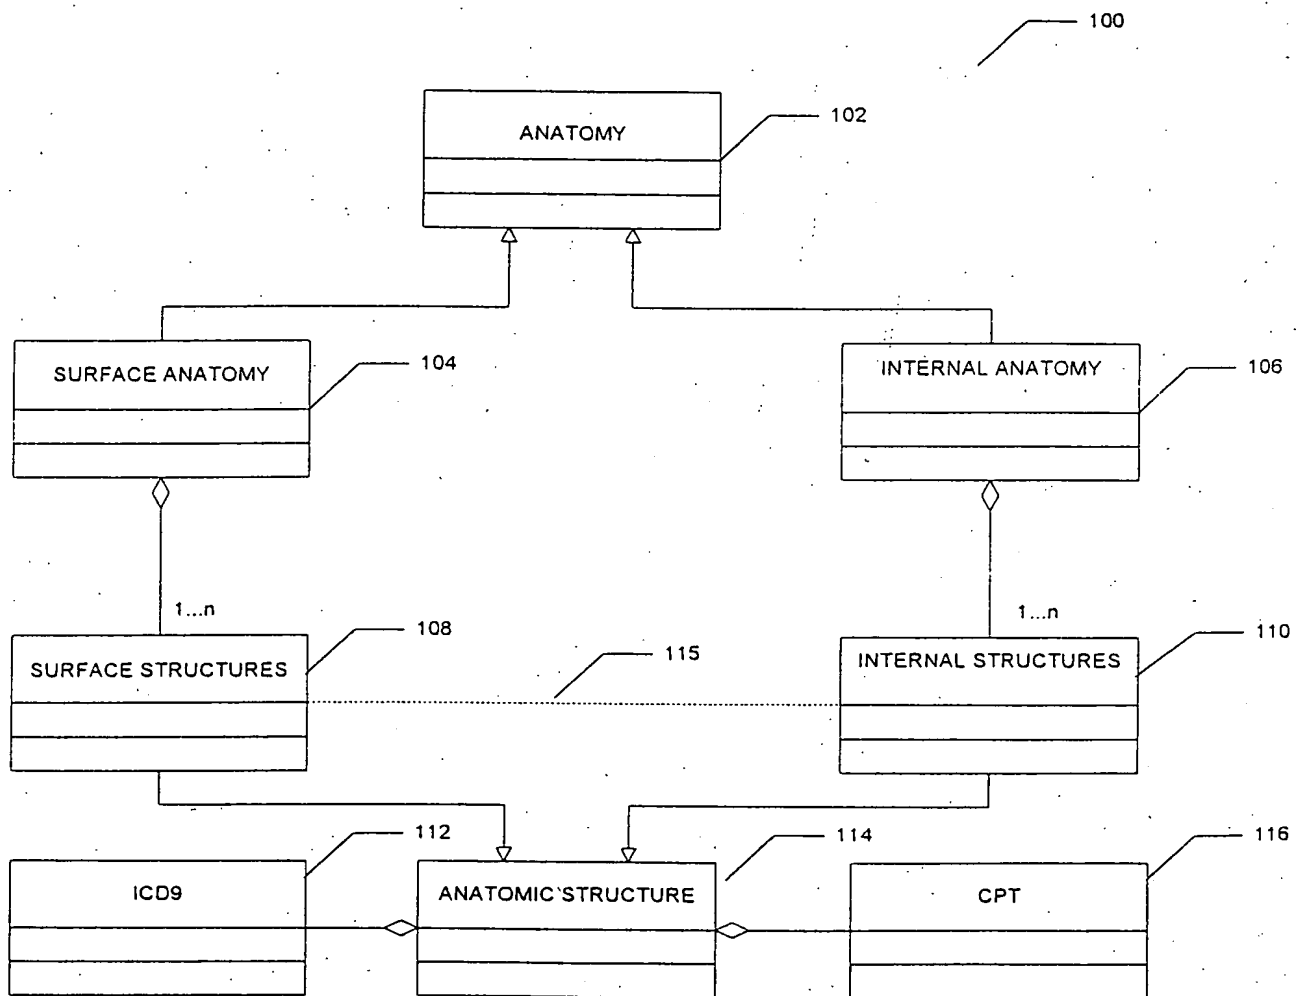 100
ANATOMY
102
SURFACE ANATOMY
104
INTERNAL ANATOMY
106
1...n
1...n
SURFACE STRUCTURES
108
115
INTERNAL STRUCTURES
110
ICD9
112
ANATOMIC STRUCTURE
114
CPT
116